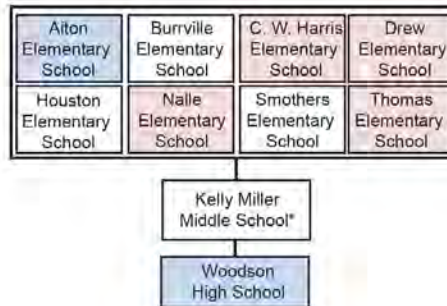 Aiton
Elementary
School
Burrville
Elementary
School
C. W. Harris
Elementary
School
Drew
Elementary
School
Houston
Elementary
School
Nalle
Elementary
School
Smothers
Elementary
School
Thomas
Elementary
School
Kelly Miller
Middle School*
Woodson
High School